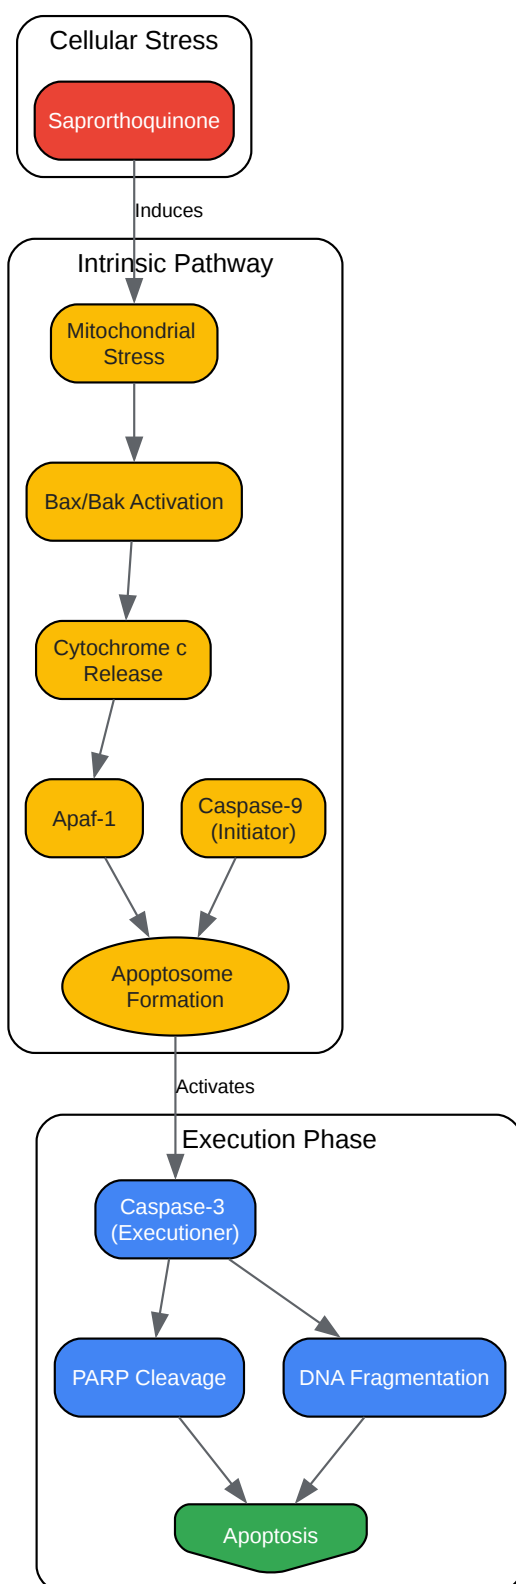 Cellular Stress
Saprorthoquinone
Induces
Intrinsic Pathway
Mitochondrial
Stress
Bax/Bak Activation
Cytochrome c
Release
Apaf-1
Caspase-9
(Initiator)
Apoptosome
Formation
Activates
Execution Phase
Caspase-3
(Executioner)
PARP Cleavage
DNA Fragmentation
Apoptosis